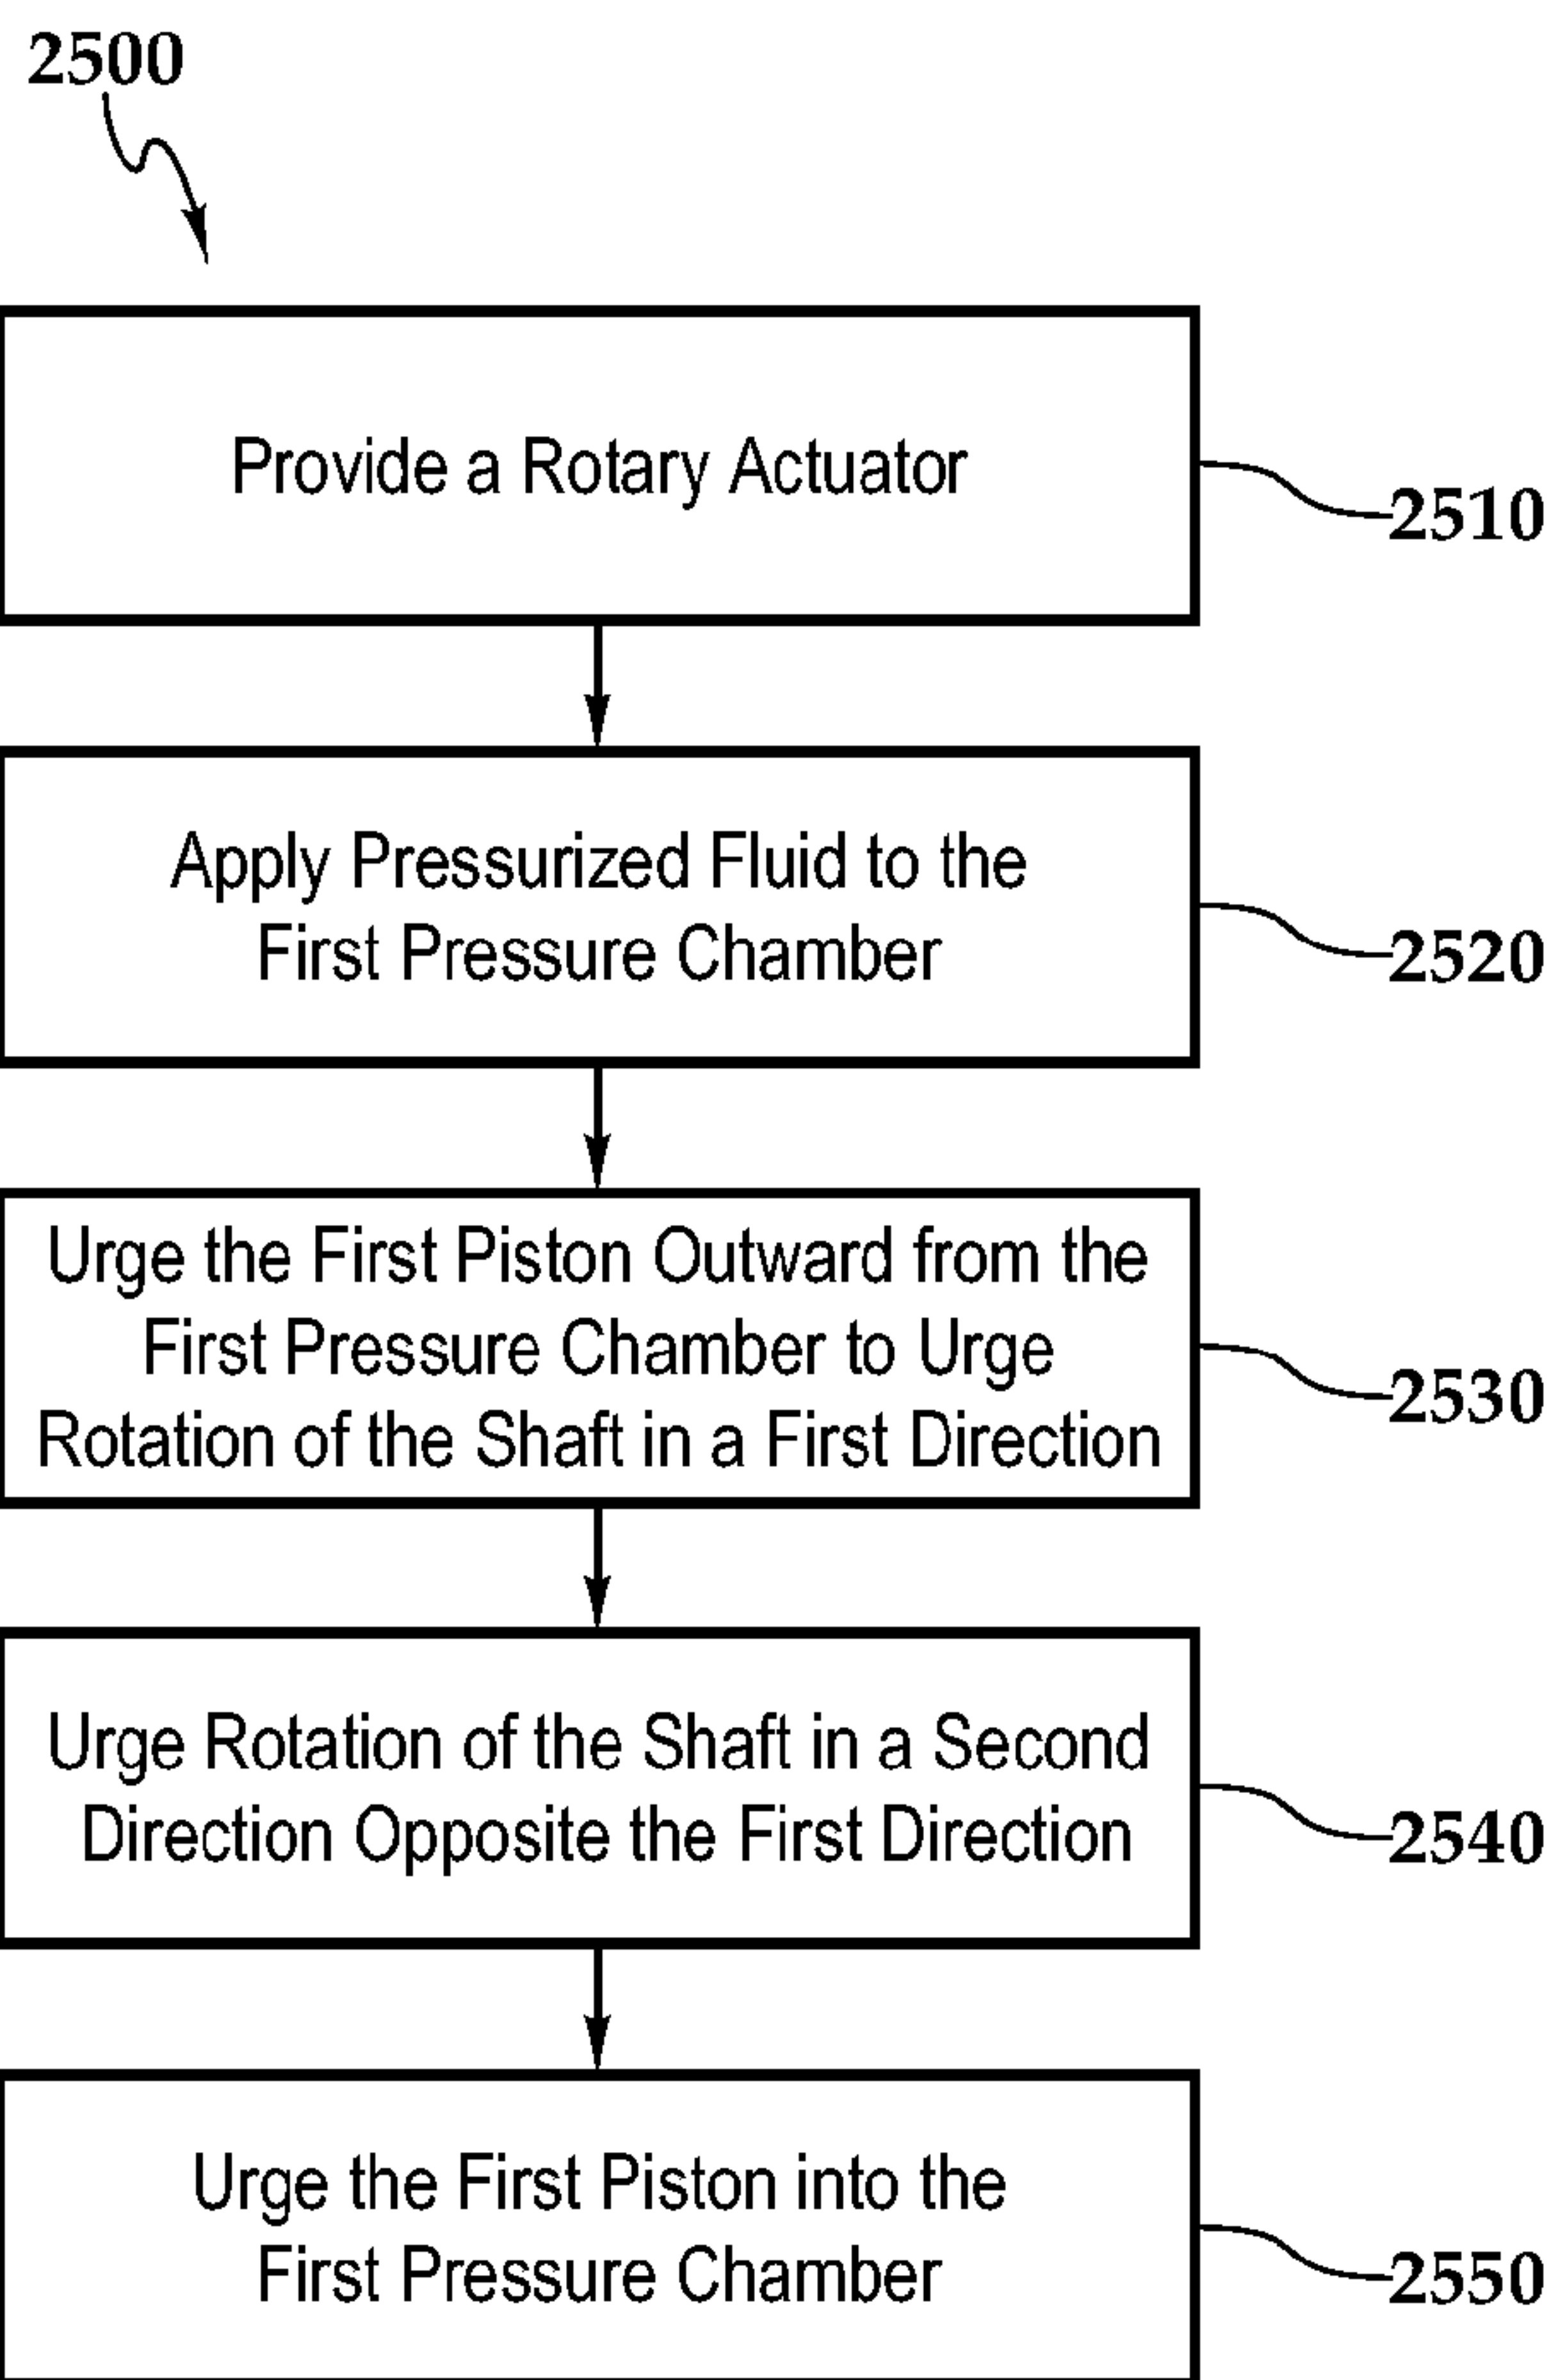 2500
Provide a Rotary Actuator
2510
Apply Pressurized Fluid to the
First Pressure Chamber
2520
Urge the First Piston Outward from the
First Pressure Chamber to Urge
Rotation of the Shaft in a First Direction
2530
Urge Rotation of the Shaft in a Second
Direction Opposite the First Direction
2540
Urge the First Piston into the
First Pressure Chamber
2550